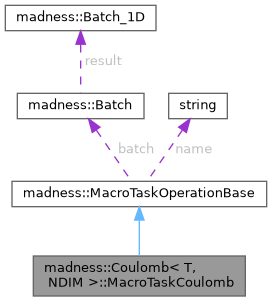 madness::Batch_1D
result
madness::Batch
string
batch
name
madness::MacroTaskOperationBase
madness::Coulomb< T,
NDIM >::MacroTaskCoulomb